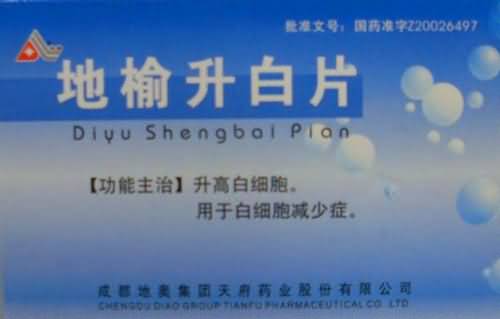 批准文号：国药准字Z20026497
地榆升白片
Diyu Shengbai Pian
【功能主治】升高白细胞。
用于白细胞减少症。
成都地奥集团天府药业股份有限公司
CHENGDU DIAO GROUP TIANFU PHARMACEUTICAL CO .,LTD.